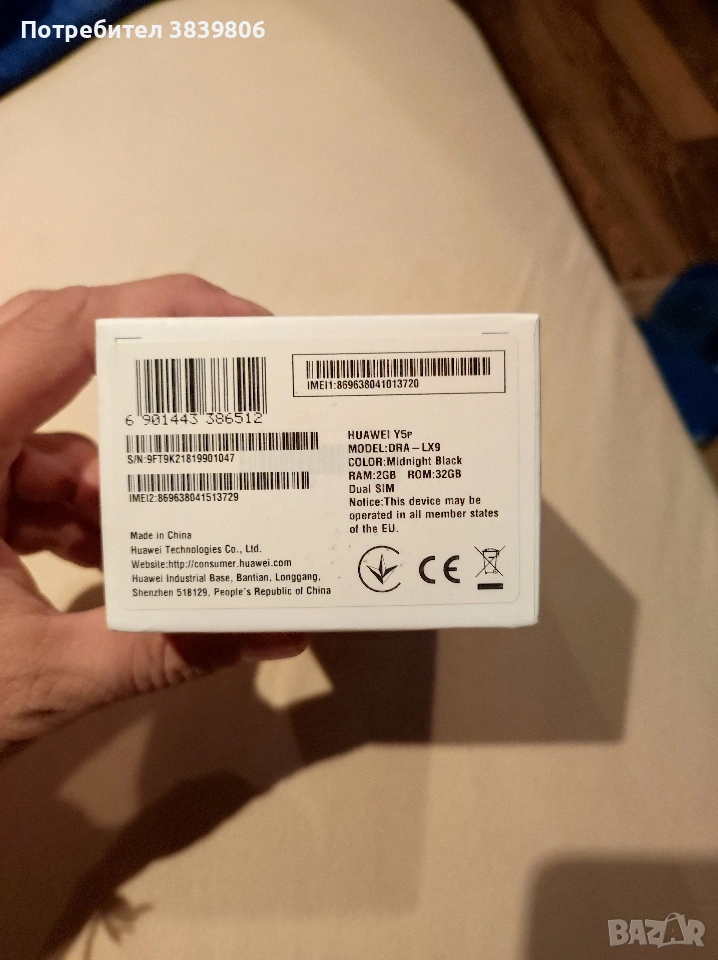 Потребител 3839806
6 901443 386512
IMEI1:869638041013720
S/N:9FT9K21819901047
IMEI2:869638041513729
HUAWEI Y5p
MODEL:DRA-LX9
COLOR:Midnight Black
RAM:2GB ROM:32GB
Dual SIM
Notice:This device may be
operated in all member states
of the EU.
Made in China
Huawei Technologies Co., Ltd.
Website:http://consumer.huawei.com
Huawei Industrial Base, Bantian, Longgang,
Shenzhen 518129, People's Republic of China
CE
BAZAR